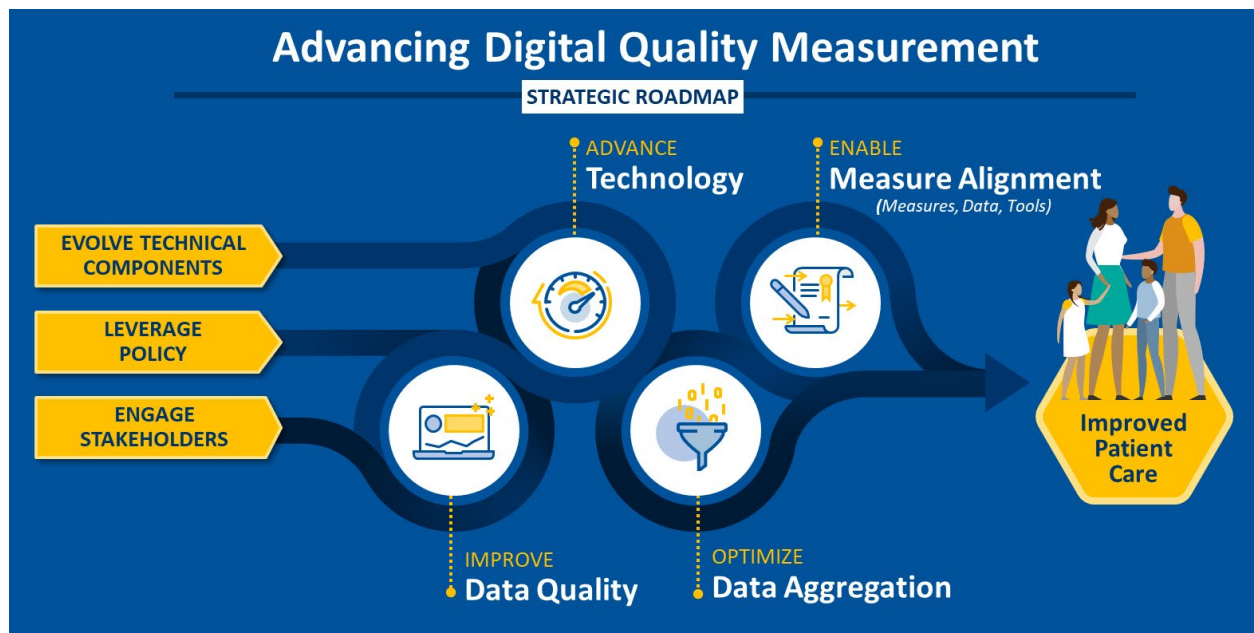 Advancing Digital Quality Measurement
STRATEGIC ROADMAP
ADVANCE
Technology
ENABLE
Measure Alignment
(Measures, Data, Tools)
EVOLVE TECHNICAL
COMPONENTS
LEVERAGE
POLICY
ENGAGE
STAKEHOLDERS
IMPROVE
Data Quality
OPTIMIZE
Data Aggregation
Improved
Patient
Care